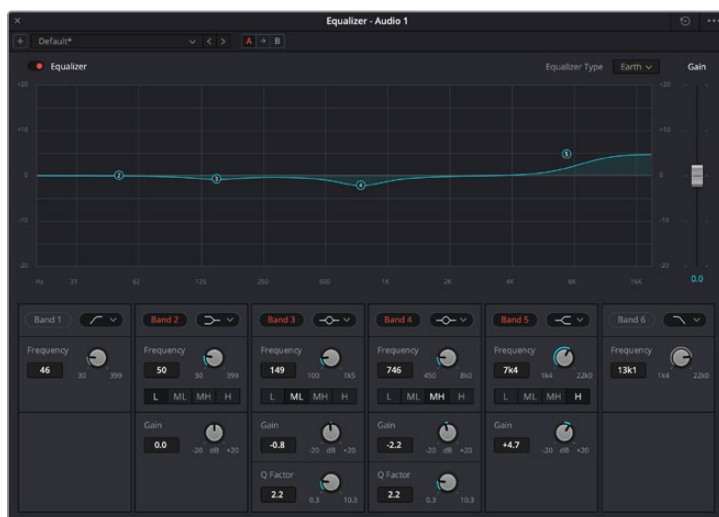 Equalizer - Audio 1
Default*
A B
Equalizer
Equalizer Type Earth Gain
+20 +20
+10 +10
0 0
-10 -10
-20 -20
2 3 4 5
Hz 31 62 125 250 500 1K 2K 4K 8K 16K
0.0
Band 1 Band 2 Band 3 Band 4 Band 5 Band 6
Frequency Frequency Frequency Frequency Frequency Frequency
46 30 399 50 30 399 149 100 1k5 746 450 8k0 7k4 1k4 22k0 13k1 1k4 22k0
L ML MH H L ML MH H L ML MH H L ML MH H
Gain Gain Gain Gain
0.0 -20 dB +20 -0.8 -20 dB +20 -2.2 -20 dB +20 +4.7 -20 dB +20
Q Factor Q Factor
2.2 0.3 10.3 2.2 0.3 10.3